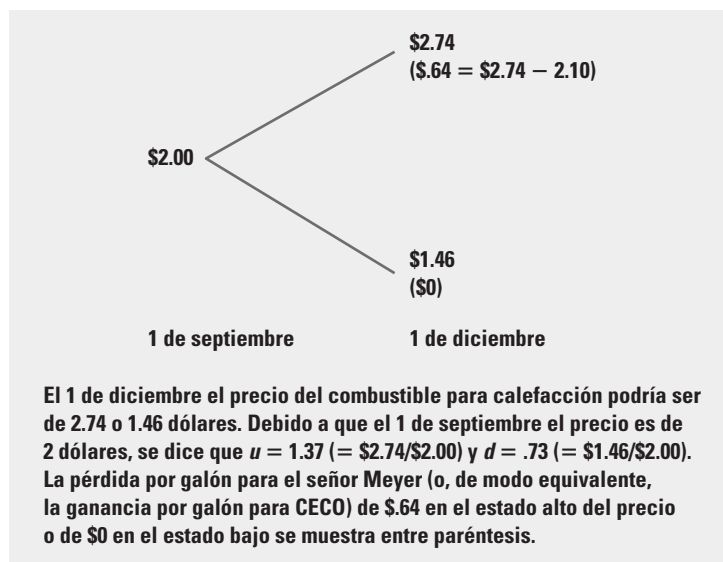 $2.74
($.64 = $2.74 − 2.10)
$2.00
$1.46
($0)
1 de septiembre
1 de diciembre
El 1 de diciembre el precio del combustible para calefacción podría ser
de 2.74 o 1.46 dólares. Debido a que el 1 de septiembre el precio es de
2 dólares, se dice que u = 1.37 (= $2.74/$2.00) y d = .73 (= $1.46/$2.00).
La pérdida por galón para el señor Meyer (o, de modo equivalente,
la ganancia por galón para CECO) de $.64 en el estado alto del precio
o de $0 en el estado bajo se muestra entre paréntesis.